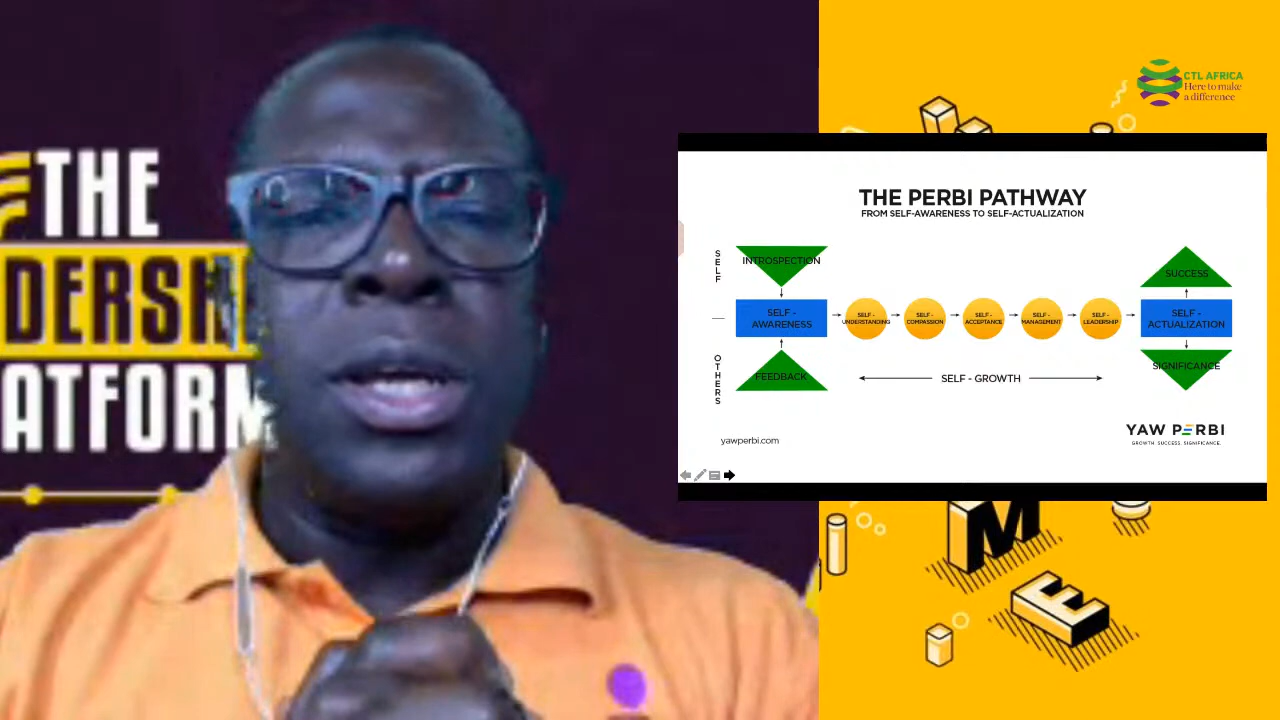 THE
DERSHI
ATFORM
CTL AFRICA
Here to make
a difference
THE PERBI PATHWAY
FROM SELF-AWARENESS TO SELF-ACTUALIZATION
SELF
INTROSPECTION
SUCCESS
SELF -
AWARENESS
SELF -
UNDERSTANDING
SELF -
COMPASSION
SELF -
ACCEPTANCE
SELF -
MANAGEMENT
SELF -
LEADERSHIP
SELF -
ACTUALIZATION
OTHERS
FEEDBACK
SELF - GROWTH
SIGNIFICANCE
yawperbi.com
YAW PERBI
GROWTH. SUCCESS. SIGNIFICANCE.
M
E